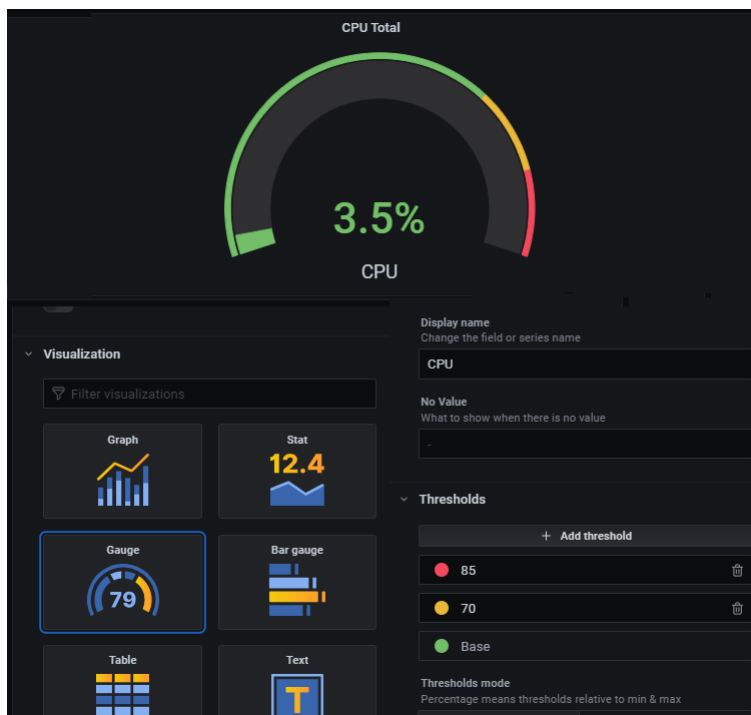 CPU Total
3.5%
CPU
Visualization
Filter visualizations
Graph
Stat
12.4
Gauge
79
Bar gauge
Table
Text
T
Display name
Change the field or series name
CPU
No Value
What to show when there is no value
-
Thresholds
+ Add threshold
85
70
Base
Thresholds mode
Percentage means thresholds relative to min & max